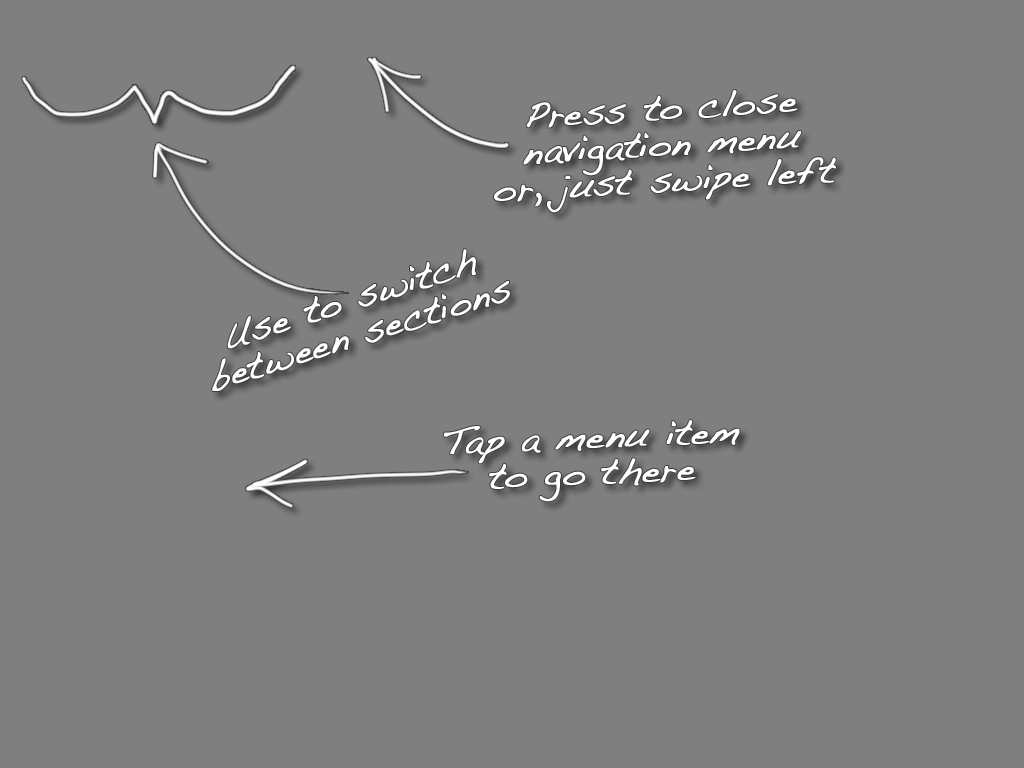 Press to close
navigation menu
or, just swipe left
Use to switch
between sections
Tap a menu item
to go there